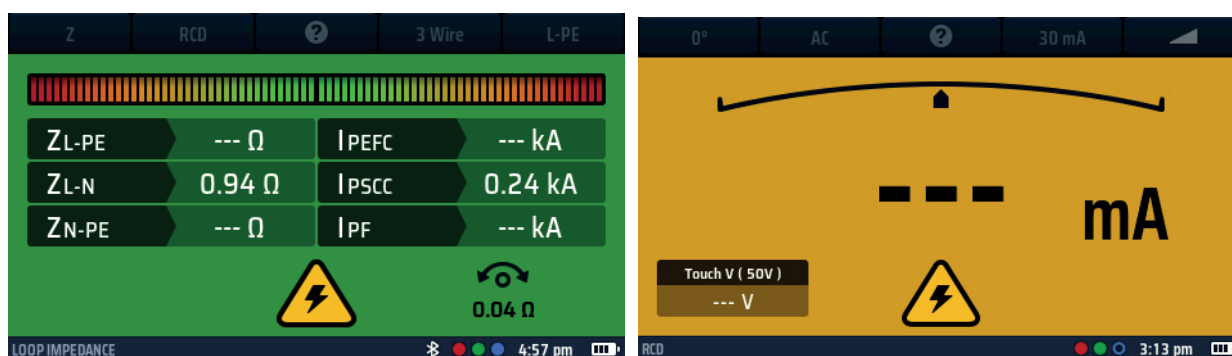 Z RCD ? 3 Wire L-PE
ZL-PE --- Ω IPEFC --- kA
ZL-N 0.94 Ω IPSCC 0.24 kA
ZN-PE --- Ω IPF --- kA
0.04 Ω
LOOP IMPEDANCE 4:57 pm
0° AC ? 30 mA
--- mA
Touch V ( 50V )
--- V
RCD 3:13 pm